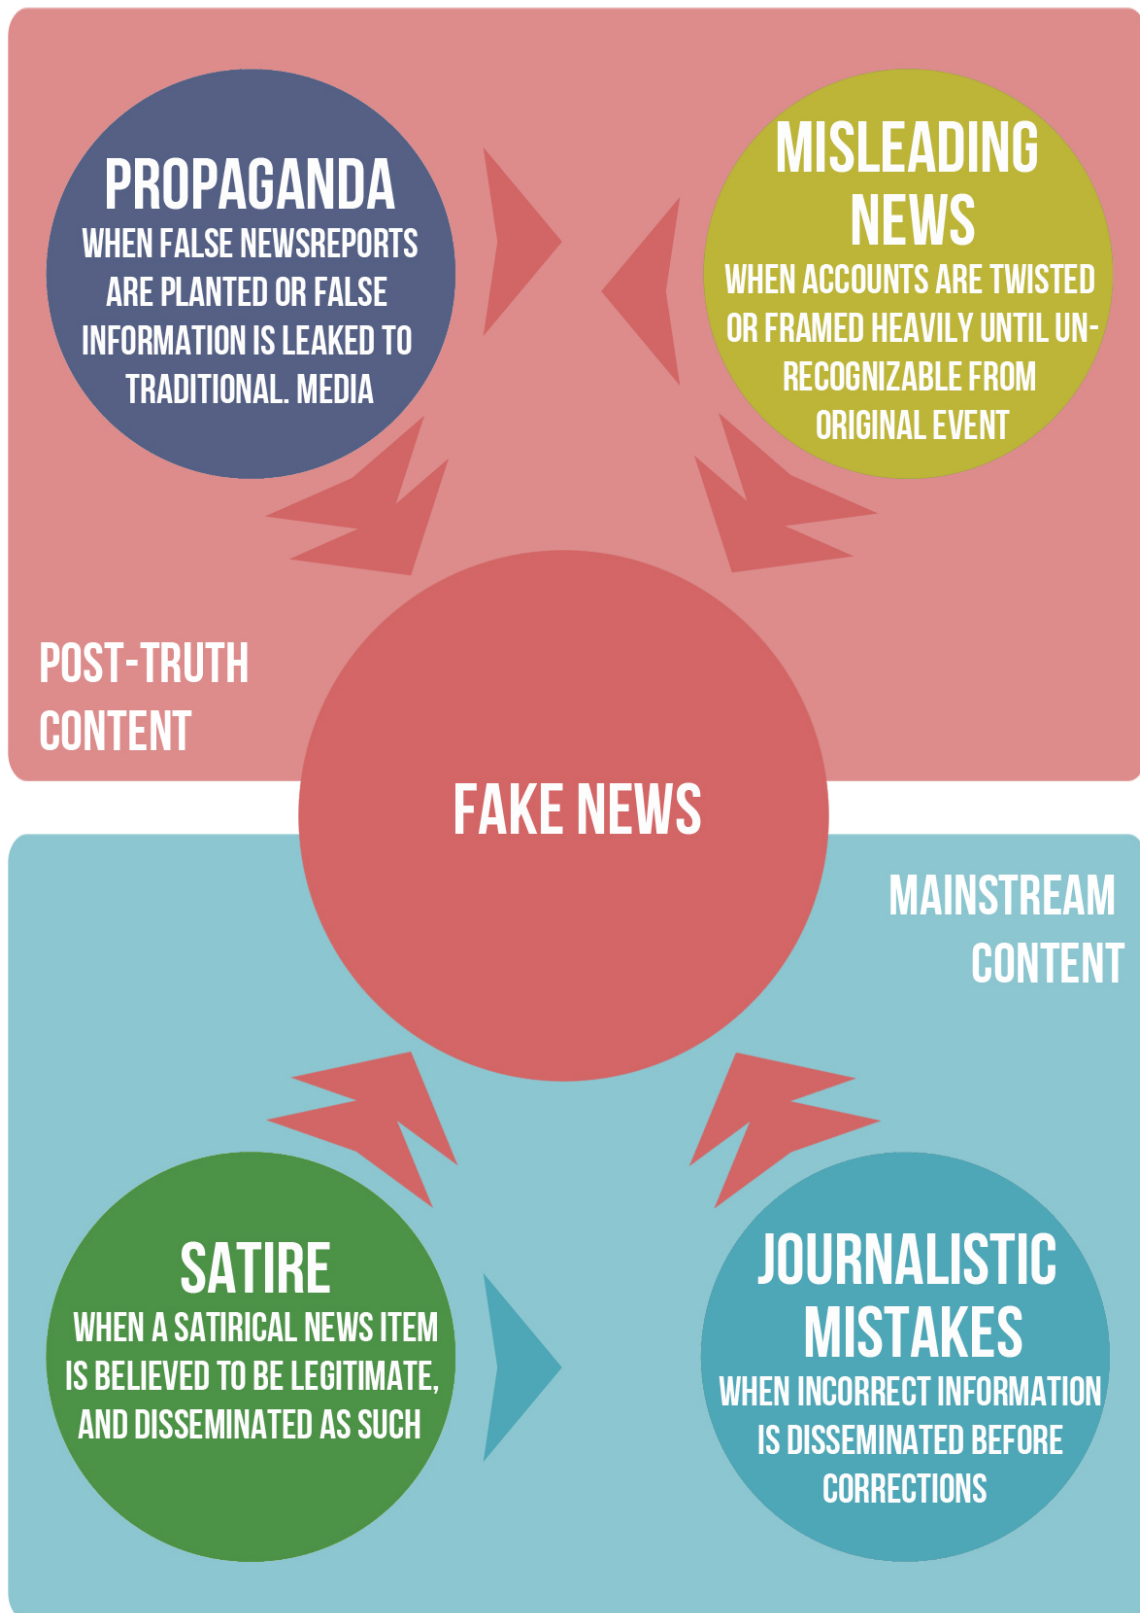 PROPAGANDA
WHEN FALSE NEWSREPORTS
ARE PLANTED OR FALSE
INFORMATION IS LEAKED TO
TRADITIONAL. MEDIA
MISLEADING
NEWS
WHEN ACCOUNTS ARE TWISTED
OR FRAMED HEAVILY UNTIL UN-
RECOGNIZABLE FROM
ORIGINAL EVENT
POST-TRUTH
CONTENT
FAKE NEWS
MAINSTREAM
CONTENT
SATIRE
WHEN A SATIRICAL NEWS ITEM
IS BELIEVED TO BE LEGITIMATE,
AND DISSEMINATED AS SUCH
JOURNALISTIC
MISTAKES
WHEN INCORRECT INFORMATION
IS DISSEMINATED BEFORE
CORRECTIONS